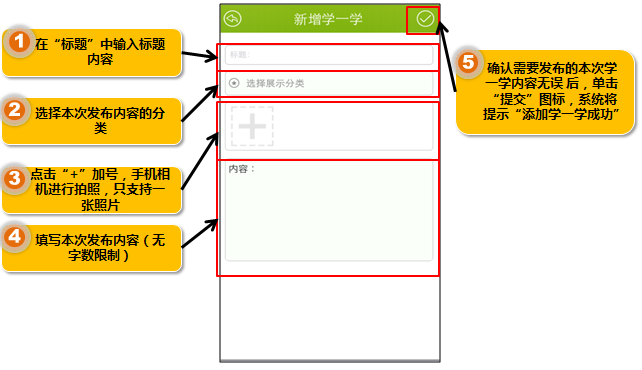 新增学一学
标题：
选择展示分类
内容：
1
在“标题”中输入标题
内容
2
选择本次发布内容的分
类
3
点击“+”加号，手机相
机进行拍照，只支持一
张照片
4
填写本次发布内容（无
字数限制）
5
确认需要发布的本次学
一学内容无误后，单击
“提交”图标，系统将
提示“添加学一学成功”